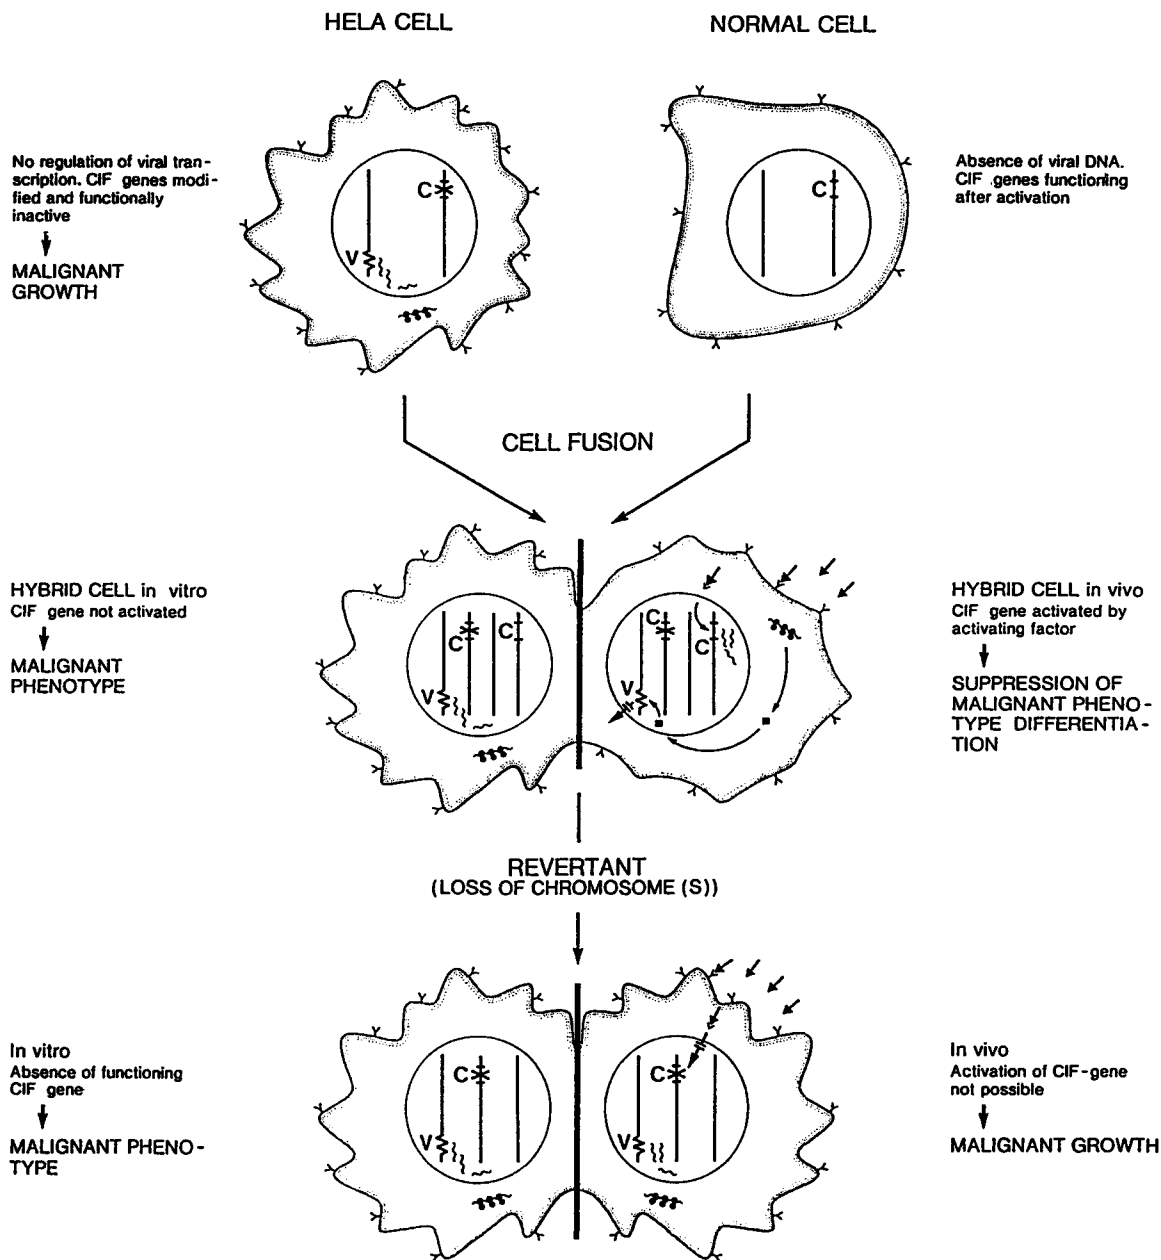 HELA CELL
NORMAL CELL
No regulation of viral tran-
scription. CIF genes modi-
fied and functionally
inactive
MALIGNANT
GROWTH
C
V
Absence of viral DNA.
CIF genes functioning
after activation
C
CELL FUSION
HYBRID CELL in vitro
CIF gene not activated
MALIGNANT
PHENOTYPE
C
C
V
C
C
V
HYBRID CELL in vivo
CIF gene activated by
activating factor
SUPPRESSION OF
MALIGNANT PHENO-
TYPE DIFFERENTIA-
TION
REVERTANT
(LOSS OF CHROMOSOME (S))
In vitro
Absence of functioning
CIF gene
MALIGNANT PHENO-
TYPE
C
V
C
V
In vivo
Activation of CIF-gene
not possible
MALIGNANT GROWTH